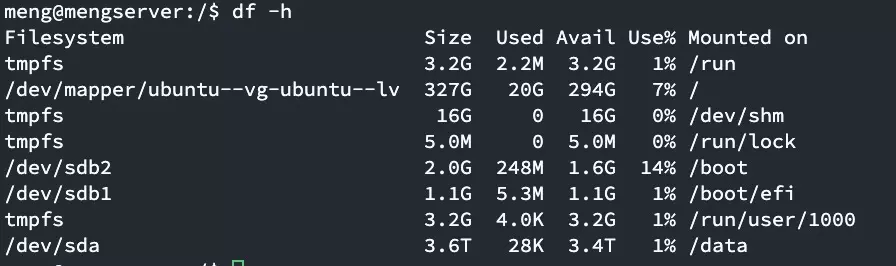 meng@mengserver:/$ df -h
Filesystem                         Size  Used Avail Use% Mounted on
tmpfs                              3.2G  2.2M  3.2G   1% /run
/dev/mapper/ubuntu--vg-ubuntu--lv  327G   20G  294G   7% /
tmpfs                               16G     0   16G   0% /dev/shm
tmpfs                              5.0M     0  5.0M   0% /run/lock
/dev/sdb2                          2.0G  248M  1.6G  14% /boot
/dev/sdb1                          1.1G  5.3M  1.1G   1% /boot/efi
tmpfs                              3.2G  4.0K  3.2G   1% /run/user/1000
/dev/sda                           3.6T   28K  3.4T   1% /data